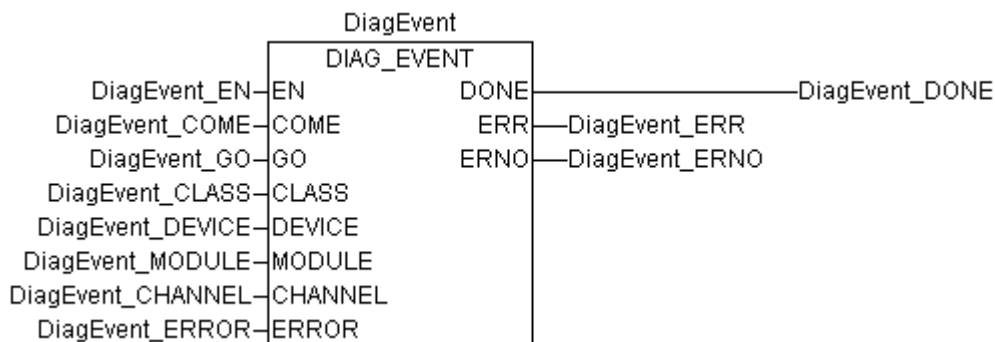 DiagEvent
DIAG_EVENT
DiagEvent_EN EN DONE DiagEvent_DONE
DiagEvent_COME COME ERR DiagEvent_ERR
DiagEvent_GO GO ERNO DiagEvent_ERNO
DiagEvent_CLASS CLASS
DiagEvent_DEVICE DEVICE
DiagEvent_MODULE MODULE
DiagEvent_CHANNEL CHANNEL
DiagEvent_ERROR ERROR